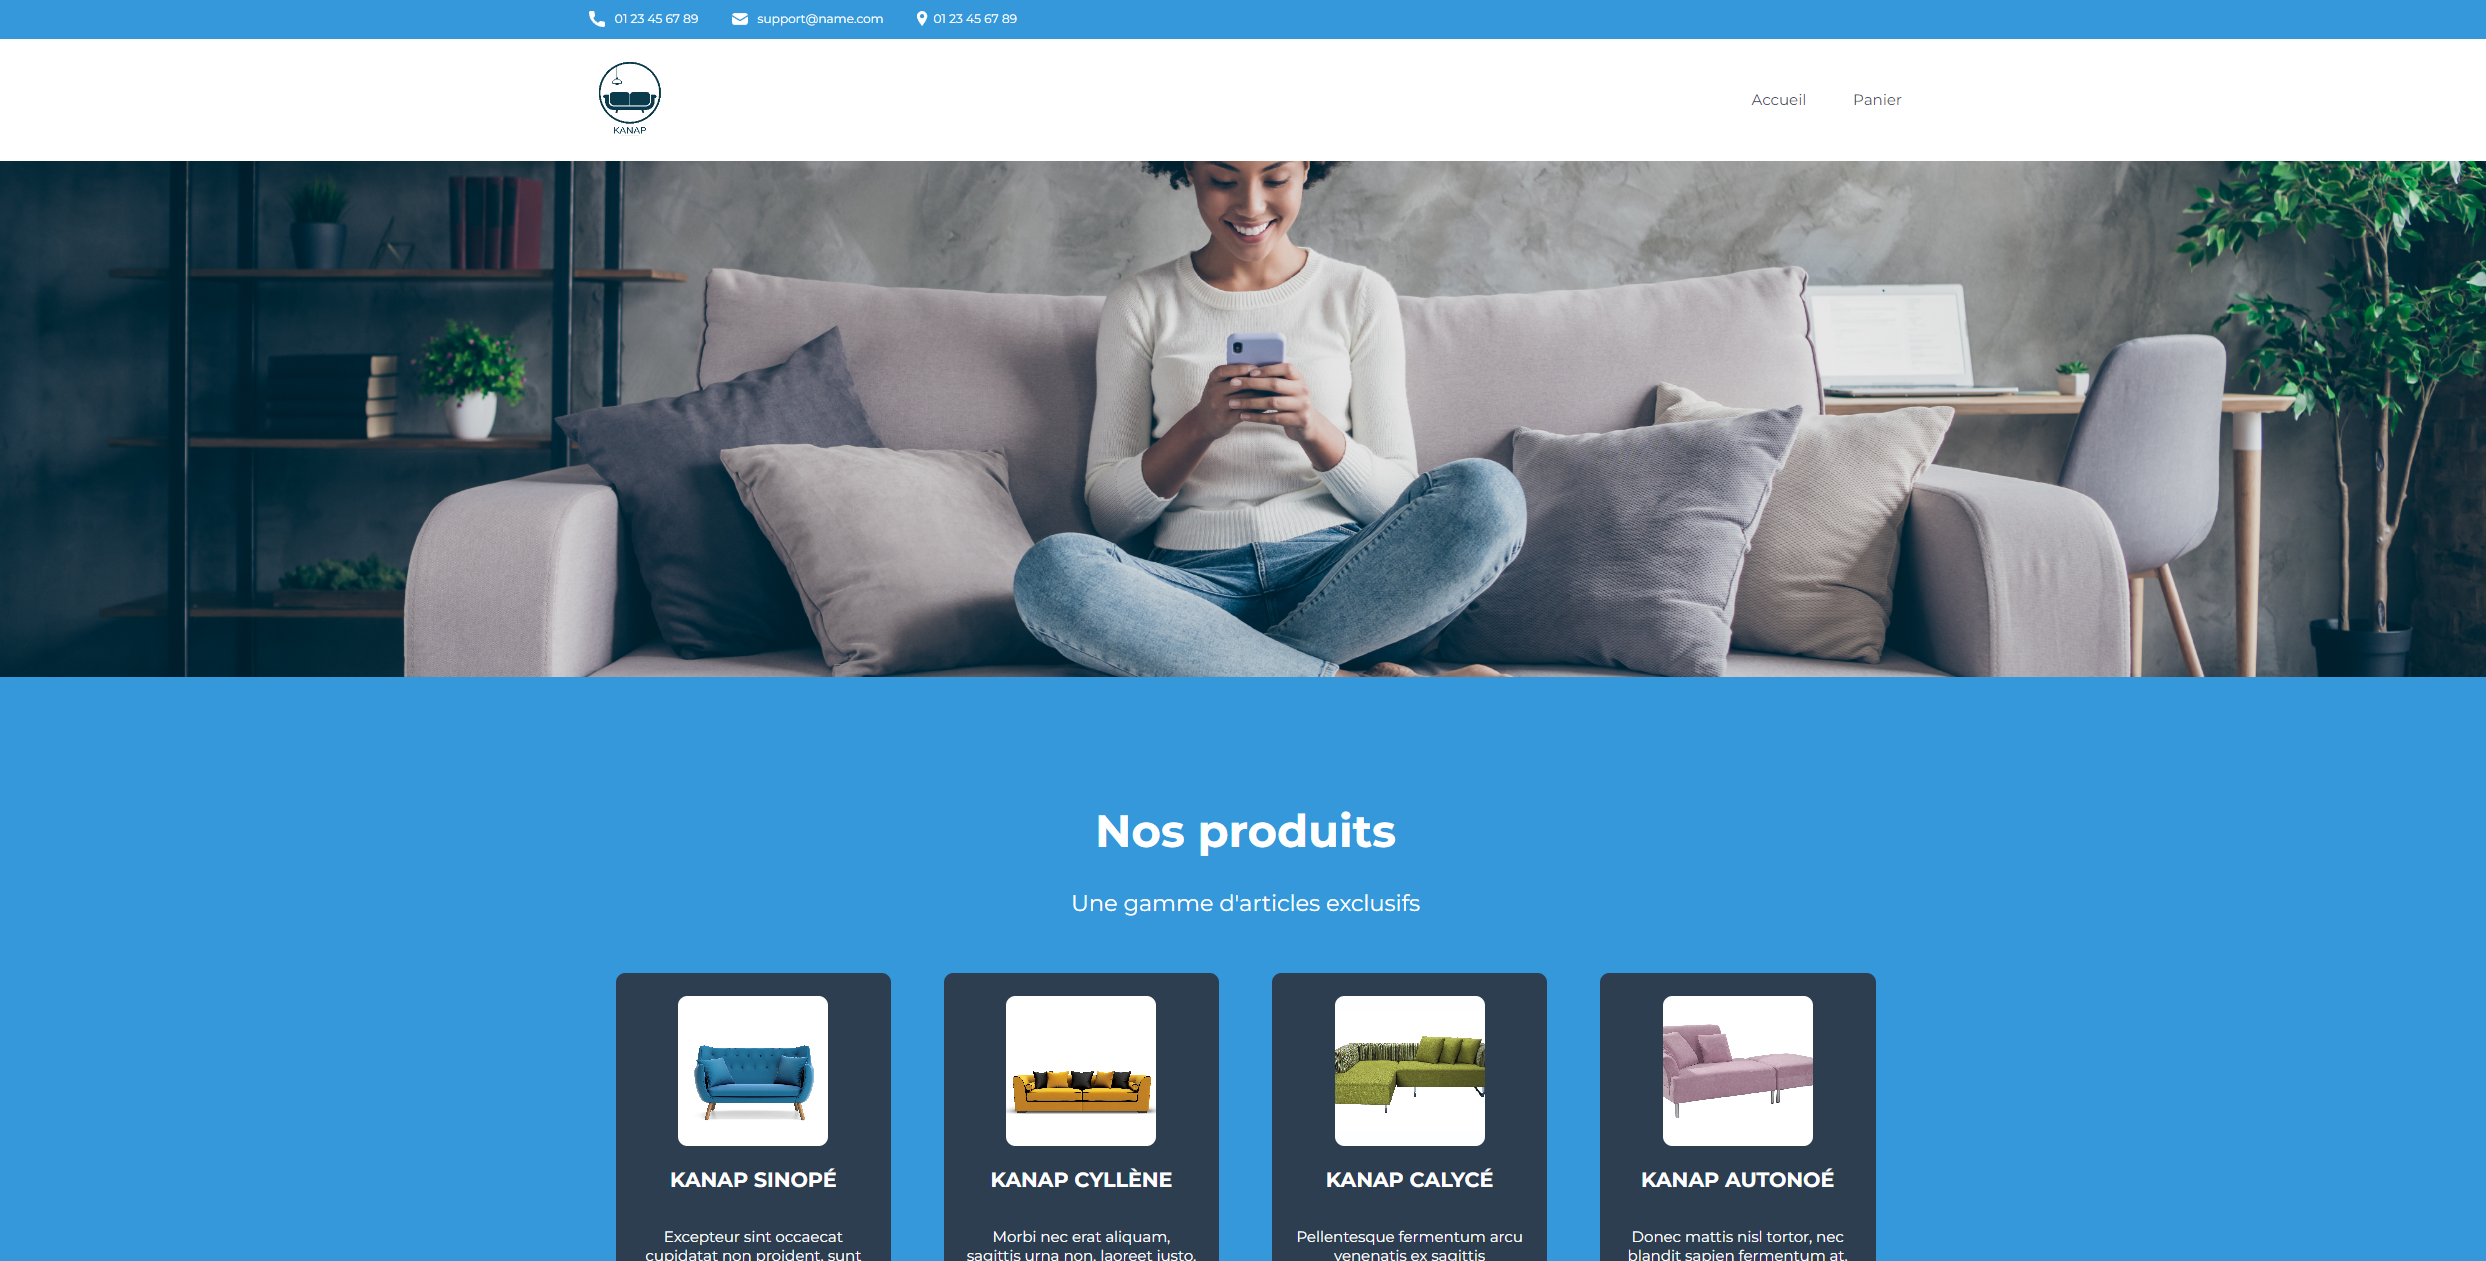 01 23 45 67 89 support@name.com 01 23 45 67 89
KANAP
Accueil Panier
Nos produits
Une gamme d'articles exclusifs
KANAP SINOPÉ
Excepteur sint occaecat
cupidatat non proident, sunt
KANAP CYLLÈNE
Morbi nec erat aliquam,
sagittis urna non, laoreet justo.
KANAP CALYCÉ
Pellentesque fermentum arcu
venenatis ex sagittis
KANAP AUTONOÉ
Donec mattis nisl tortor, nec
blandit sapien fermentum at.